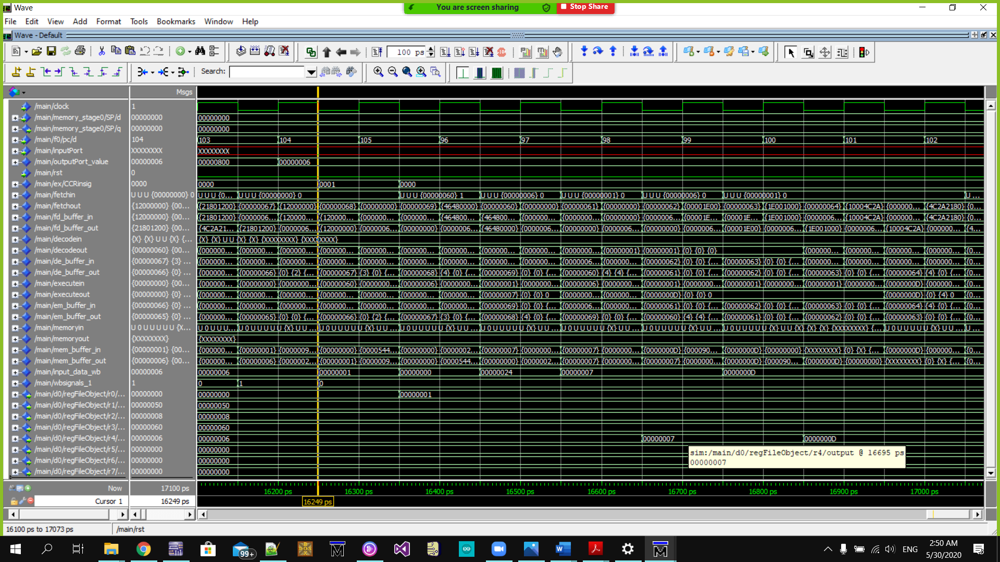 Wave
You are screen sharing
Stop Share
File Edit View Add Format Tools Bookmarks Window Help
Wave - Default
100 ps
Search:
Msgs
/main/clock 1
/main/memory_stage0/SP/d 00000000 00000000
/main/memory_stage0/SP/q 00000000 00000000
/main/f0/pc/d 104 103 104 105 96 97 98 99 100 101 102
/main/inputPort XXXXXXXX XXXXXXXX
/main/outputPort_value 00000006 00000800 00000006
/main/rst 0
/main/ex/CCRinsig 0000 0000 0001 0000
/main/fetchin U U U {00000000} 0 U U U {0... U U U {00000000} 0 U U U {00000060} 1 U U U {00000006} 0 U U U {00000001} 0 U U U {00000006} 0 U U U {00000001} 0 U ...
/main/fetchout {12000000} {00... {21801200} {00000067} {12000000} {00000068} {00000000} {00000069} {46480000} {00000060} {00000000} {00000061} {00000000} {00000062} {00001E00} {00000063} {1E001000} {00000064} {10004C2A} {000000... {4C2A2180} {0...
/main/fd_buffer_in {12000000} {00... {21801200} {000006... {120000... {120000... {000000... {000000... {464800... {464800... {000000... {000000... {000000... {000006... {00001E... {00001E... {1E001000} {000006... {10004C2A} {000000... {4C2A2180} {0...
/main/fd_buffer_out {21801200} {00... {4C2A21... {21801200} {0000006... {12000000} {0000006... {000000... {0000006... {46480000} {0000006... {00000000} {0000006... {000000... {0000006... {00001E00} {0000006... {1E001000} {0000006... {10004C2A} {000000... {4...
/main/decodein {X} {X} U U {X} {... {X} {X} U U {X} {X} {XXXXXXXX} {XXXXXXXX}
/main/decodeout {00000060} {00... {000000... {000000... {000000... {000000... {000000... {000000... {000000... {000000... {000000... {000000... {00000001} {00000001} {0} {0} {0} {000000... {000000... {000000... {000000... {0...
/main/de_buffer_in {00000067} {3} ... {000000... {000000... {000000... {000000... {000000... {000000... {000000... {000000... {000000... {000006... {000000... {00000062} {0} {0} {... {00000063} {0} {0} {... {000000... {000000... {000000... {000000... {0...
/main/de_buffer_out {00000066} {0} ... {000000... {00000066} {0} {2} {... {00000067} {3} {0} {... {00000068} {4} {0} {... {00000069} {0} {0} {... {00000060} {4} {4} {... {00000061} {0} {0} {... {00000062} {0} {0} {... {00000063} {0} {0} {... {00000064} {4} {0} {... {0...
/main/executein {00000000} {00... {000000... {00000000} {0000000... {00000060} {0000000... {00000006} {0000000... {00000001} {0000000... {00000006} {0000000... {00000001} {0000000... {00000001} {000000... {00000001} {000000... {0000000D} {000000... {0...
/main/executeout {00000000} {0} ... {000000... {000000... {000000... {000000... {000000... {000000... {000000... {00000007} {0} {0} 0 {000000... {000000... {0000000D} {0} {0} 0 {0000000D} {0} {4} 0 {0...
/main/em_buffer_in {00000066} {0} ... {000000... {000000... {000000... {000000... {000000... {000000... {000000... {00000069} {0} {0} {... {000006... {000000... {00000061} {0} {0} {... {00000062} {0} {0} {... {00000063} {0} {0} {... {00000064} {4} {0} {... {0...
/main/em_buffer_out {00000065} {0} ... {000000... {00000065} {0} {0} {... {00000066} {0} {2} {... {00000067} {3} {0} {... {00000068} {4} {0} {... {00000069} {0} {0} {... {00000060} {4} {4} {... {00000061} {0} {0} {... {00000062} {0} {0} {... {00000063} {0} {0} {... {0...
/main/memoryin U 0 U U U U U {X... U 0 U U U... U 0 U U U U U {X} U U ... U 0 U U U U U {X} U U ... U 0 U U U U U {X} U U ... U 0 U U U U U {X} U U ... U 0 U U U U U {X} U U ... U 0 U U U U U {X} U U ... U 0 U U U U U {X} U U {X} {X} {X} {XXXXXXXX} {... U 0 U U U U U {X} U U ... U ...
/main/memoryout {XXXXXXXX} {XXXXXXXX}
/main/mem_buffer_in {00000001} {00... {000000... {00000001} {0000009... {00000000} {0000544... {00000000} {0000002... {00000007} {000000... {00000007} {000000... {0000000D} {000090... {0000000D} {00000000} {XXXXXXXX} {0} {X} {... {0000000D} {000000... {0...
/main/mem_buffer_out {00000006} {00... {000000... {00000006} {0000002... {00000001} {0000009... {00000000} {0000544... {00000000} {0000002... {00000007} {000000... {00000007} {0000000... {0000000D} {000090... {0000000D} {00000000} {XXXXXXXX} {0} {X} {... {0...
/main/input_data_wb 00000006 00000006 00000001 00000000 00000024 00000007 0000000D
/main/wbsignals_1 1 0 1 0
/main/d0/regFileObject/r0/... 00000000 00000000 00000001
/main/d0/regFileObject/r1/... 00000050 00000050
/main/d0/regFileObject/r2/... 00000008 00000008
/main/d0/regFileObject/r3/... 00000060 00000060
/main/d0/regFileObject/r4/... 00000006 00000006 00000007 0000000D
/main/d0/regFileObject/r5/... 00000000 00000000
/main/d0/regFileObject/r6/... 00000000 00000000
/main/d0/regFileObject/r7/... 00000000 00000000
sim:/main/d0/regFileObject/r4/output @ 16695 ps
00000007
Now 17100 ps 16200 ps 16300 ps 16400 ps 16500 ps 16600 ps 16700 ps 16800 ps 16900 ps 17000 ps
Cursor 1 16249 ps 16249 ps
16100 ps to 17073 ps /main/rst
99+
ENG
2:50 AM
5/30/2020